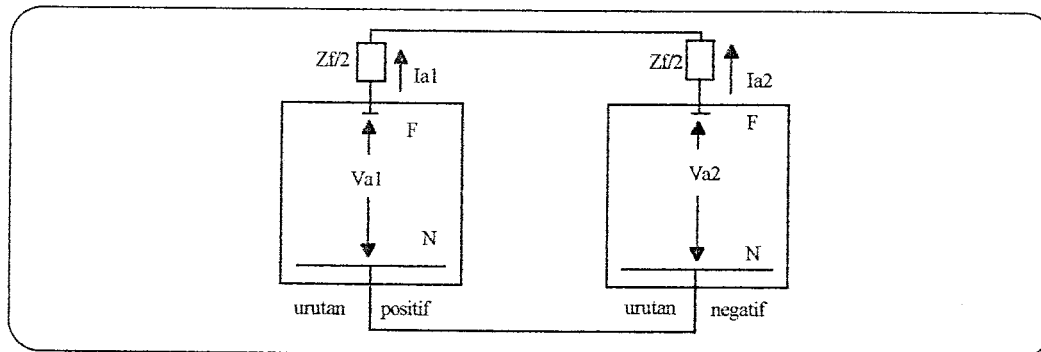 Zf/2
Ia1
Zf/2
Ia2
F
F
Va1
Va2
N
N
urutan positif
urutan negatif